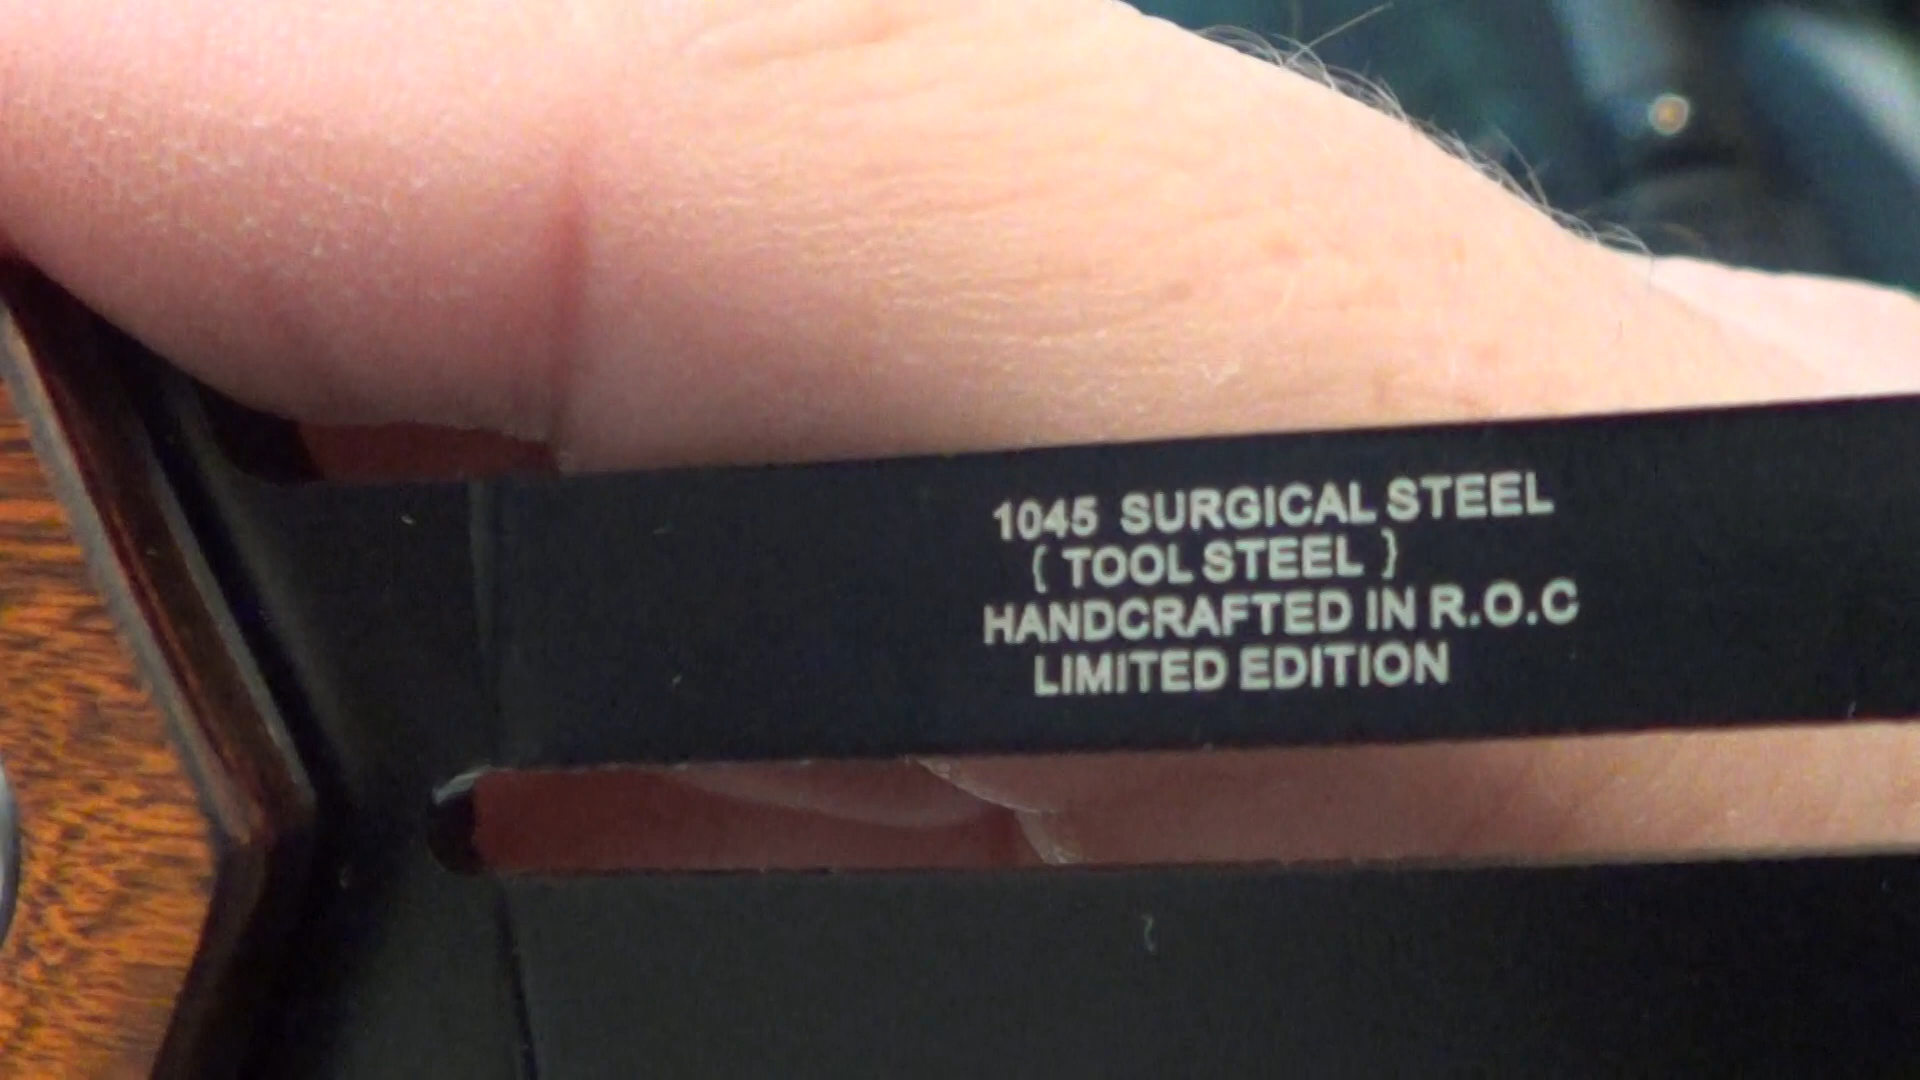 1045 SURGICAL STEEL
{ TOOL STEEL }
HANDCRAFTED IN R.O.C
LIMITED EDITION